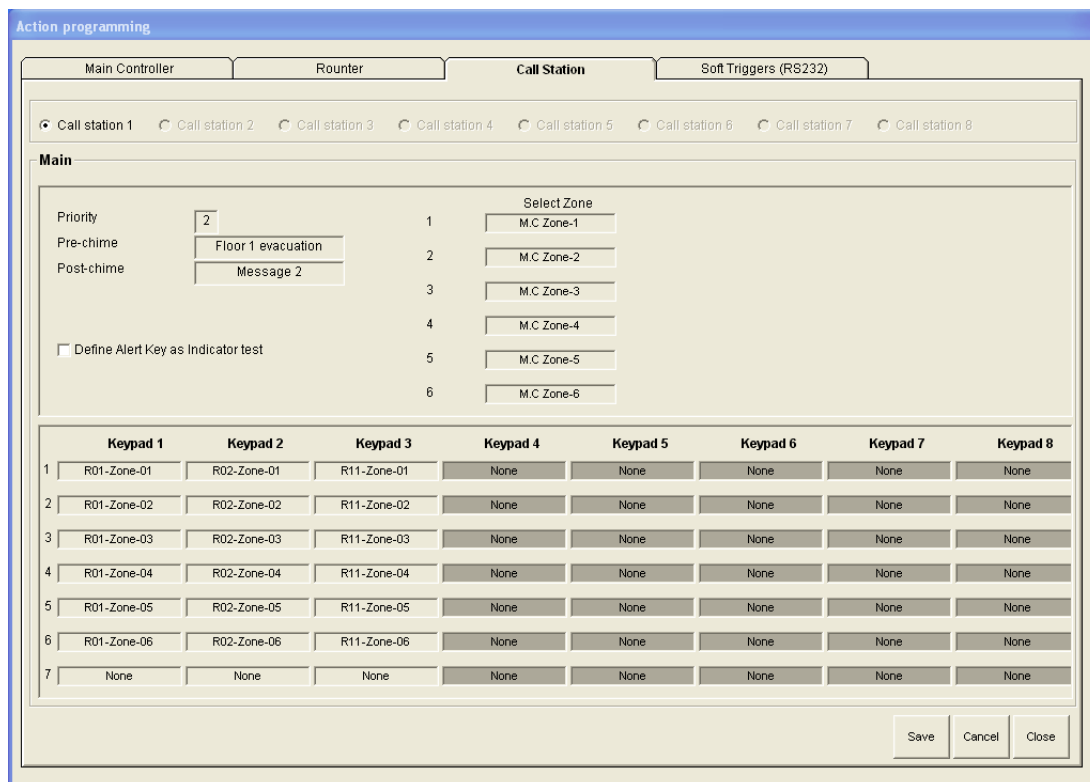 Action programming
Main Controller Rounter Call Station Soft Triggers (RS232)
Call station 1 Call station 2 Call station 3 Call station 4 Call station 5 Call station 6 Call station 7 Call station 8
Main
Select Zone
Priority 2 1 M.C Zone-1
Pre-chime Floor 1 evacuation
2 M.C Zone-2
Post-chime Message 2
3 M.C Zone-3
4 M.C Zone-4
Define Alert Key as Indicator test
5 M.C Zone-5
6 M.C Zone-6
Keypad 1 Keypad 2 Keypad 3 Keypad 4 Keypad 5 Keypad 6 Keypad 7 Keypad 8
1 R01-Zone-01 R02-Zone-01 R11-Zone-01 None None None None None
2 R01-Zone-02 R02-Zone-02 R11-Zone-02 None None None None None
3 R01-Zone-03 R02-Zone-03 R11-Zone-03 None None None None None
4 R01-Zone-04 R02-Zone-04 R11-Zone-04 None None None None None
5 R01-Zone-05 R02-Zone-05 R11-Zone-05 None None None None None
6 R01-Zone-06 R02-Zone-06 R11-Zone-06 None None None None None
7 None None None None None None None None
Save Cancel Close